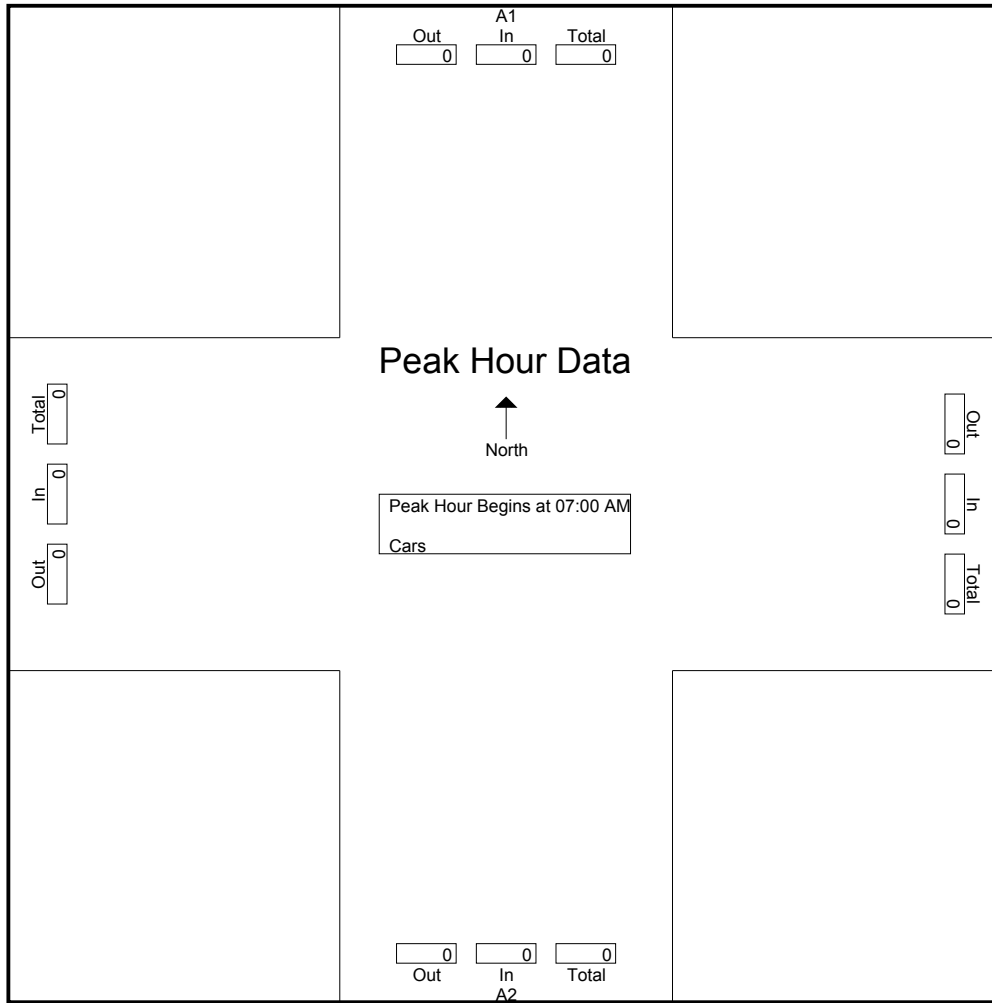 A1
Out In Total
0 0 0
Peak Hour Data
North
Peak Hour Begins at 07:00 AM
Cars
Total 0
In 0
Out 0
Out 0
In 0
Total 0
0 0 0
Out In Total
A2